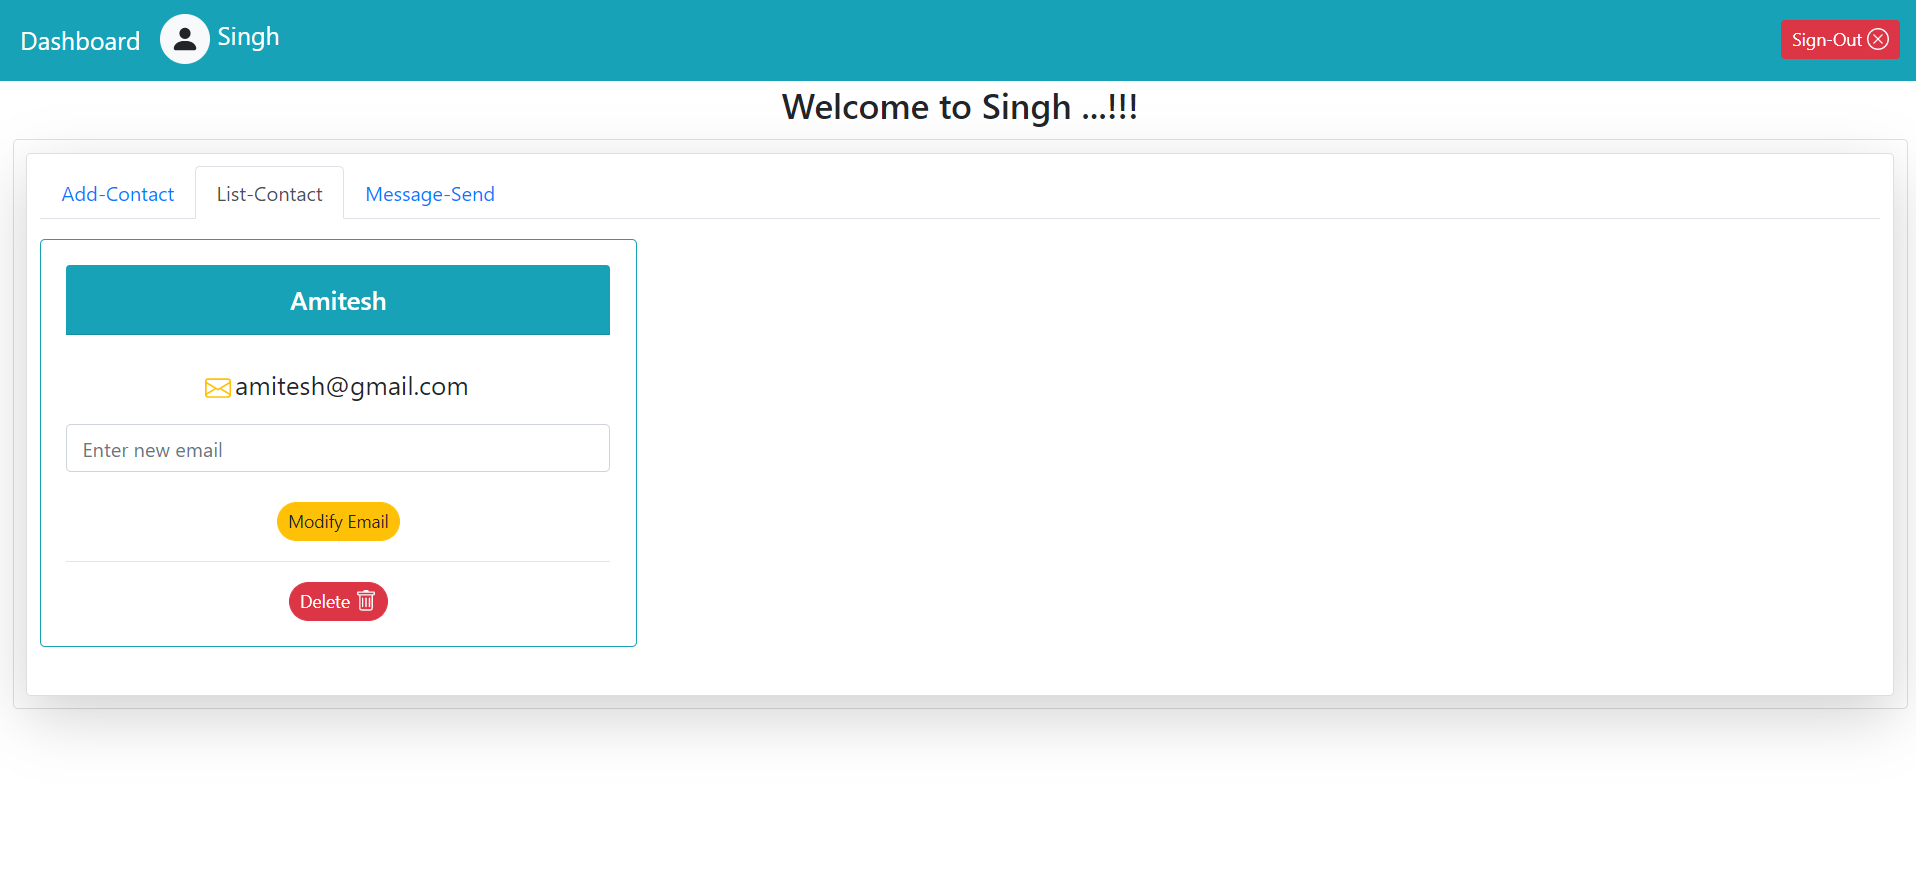 Dashboard Singh Sign-Out
Welcome to Singh ...!!!
Add-Contact List-Contact Message-Send
Amitesh
amitesh@gmail.com
Enter new email
Modify Email
Delete